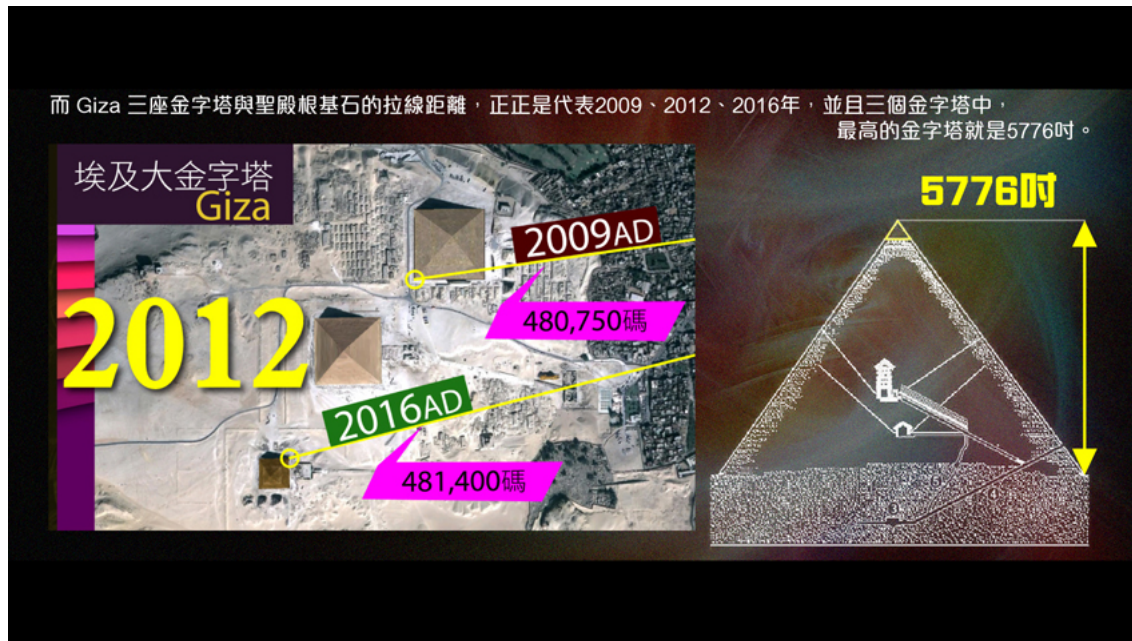 而 Giza 三座金字塔與聖殿根基石的拉線距離，正正是代表2009、2012、2016年，並且三個金字塔中，
最高的金字塔就是5776吋。
埃及大金字塔
Giza
5776吋
2009AD
480,750碼
2012
2016AD
481,400碼
3
4